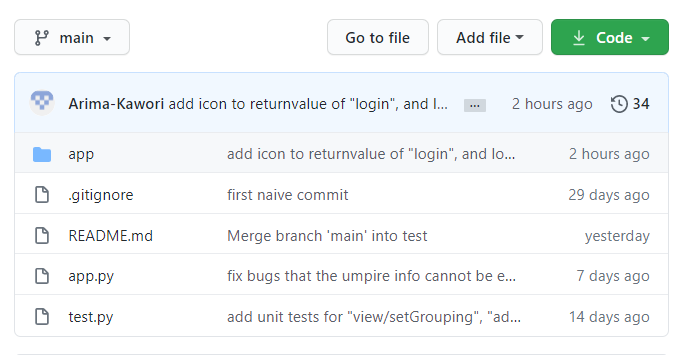 main
Go to file
Add file
Code
Arima-Kawori add icon to returnvalue of "login", and l... ... 2 hours ago 34
app add icon to returnvalue of "login", and lo... 2 hours ago
.gitignore first naive commit 29 days ago
README.md Merge branch 'main' into test yesterday
app.py fix bugs that the umpire info cannot be e... 7 days ago
test.py add unit tests for "view/setGrouping", "ad... 14 days ago